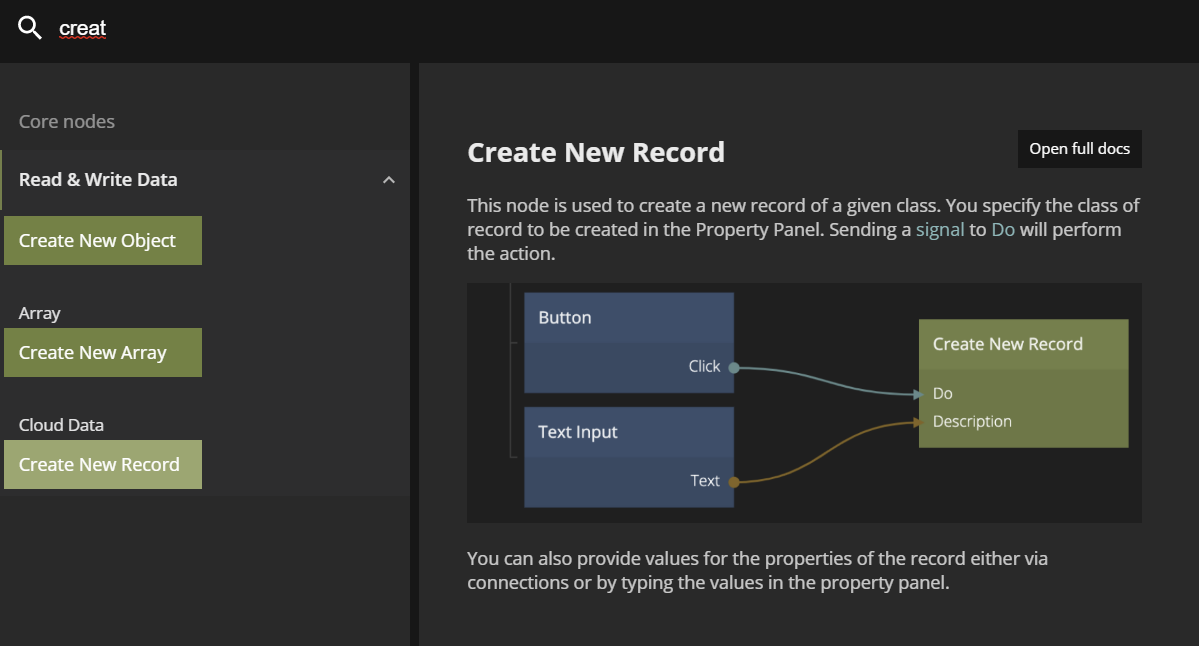 creat
Core nodes
Read & Write Data
Create New Object
Array
Create New Array
Cloud Data
Create New Record
Create New Record
Open full docs
This node is used to create a new record of a given class. You specify the class of
record to be created in the Property Panel. Sending a signal to Do will perform
the action.
Button
Click
Text Input
Text
Create New Record
Do
Description
You can also provide values for the properties of the record either via
connections or by typing the values in the property panel.